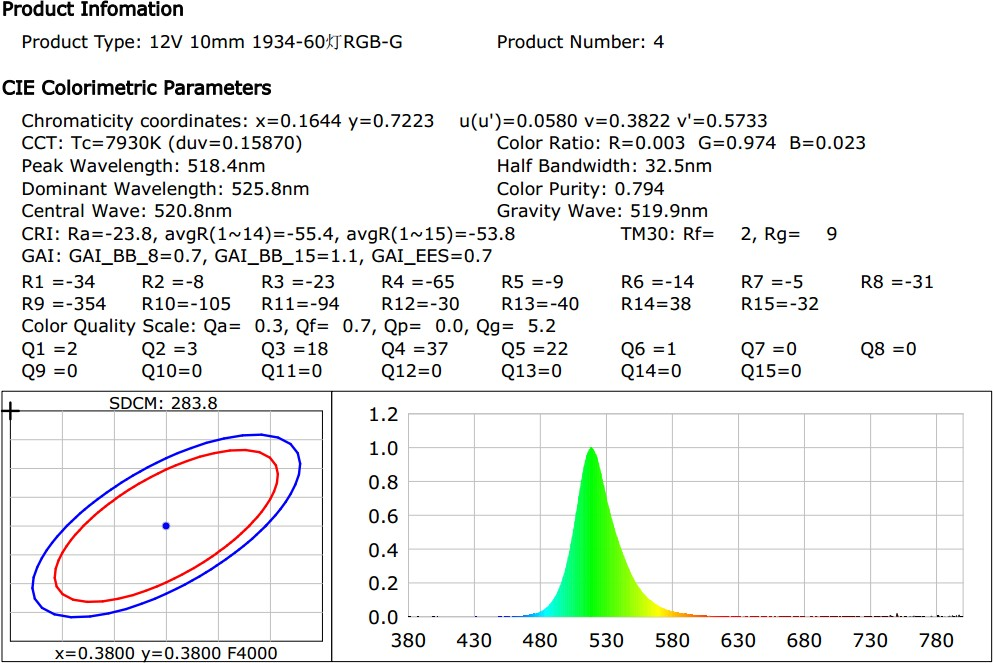 Product Infomation
Product Type: 12V 10mm 1934-60灯RGB-G Product Number: 4
CIE Colorimetric Parameters
Chromaticity coordinates: x=0.1644 y=0.7223 u(u')=0.0580 v=0.3822 v'=0.5733
CCT: Tc=7930K (duv=0.15870) Color Ratio: R=0.003 G=0.974 B=0.023
Peak Wavelength: 518.4nm Half Bandwidth: 32.5nm
Dominant Wavelength: 525.8nm Color Purity: 0.794
Central Wave: 520.8nm Gravity Wave: 519.9nm
CRI: Ra=-23.8, avgR(1~14)=-55.4, avgR(1~15)=-53.8 TM30: Rf= 2, Rg= 9
GAI: GAI_BB_8=0.7, GAI_BB_15=1.1, GAI_EES=0.7
R1 =-34 R2 =-8 R3 =-23 R4 =-65 R5 =-9 R6 =-14 R7 =-5 R8 =-31
R9 =-354 R10=-105 R11=-94 R12=-30 R13=-40 R14=38 R15=-32
Color Quality Scale: Qa= 0.3, Qf= 0.7, Qp= 0.0, Qg= 5.2
Q1 =2 Q2 =3 Q3 =18 Q4 =37 Q5 =22 Q6 =1 Q7 =0 Q8 =0
Q9 =0 Q10=0 Q11=0 Q12=0 Q13=0 Q14=0 Q15=0
SDCM: 283.8
x=0.3800 y=0.3800 F4000
1.2
1.0
0.8
0.6
0.4
0.2
0.0
380 430 480 530 580 630 680 730 780